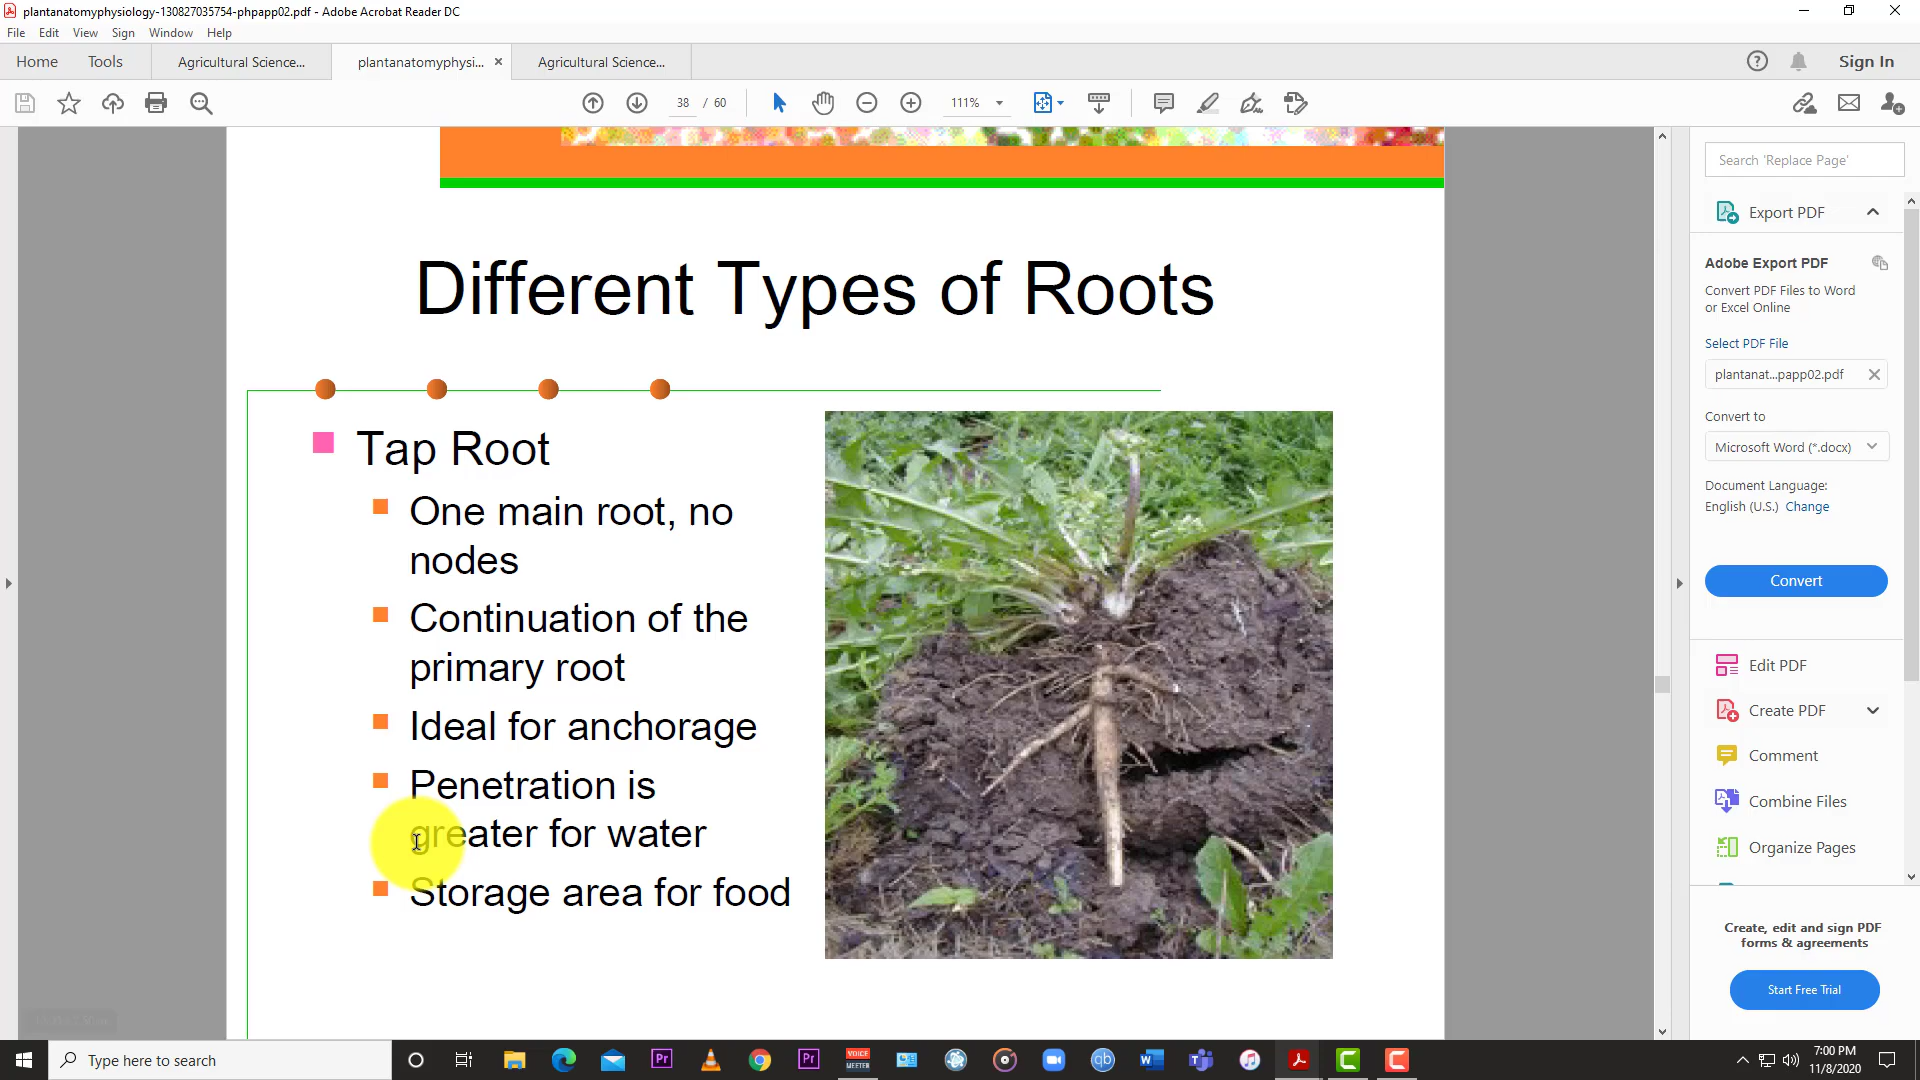 plantanatomyphysiology-130827035754-phpapp02.pdf - Adobe Acrobat Reader DC
File Edit View Sign Window Help
Home Tools Agricultural Science... plantanatomyphysi... Agricultural Science... Sign In
38 / 60 111%
Different Types of Roots
Tap Root
One main root, no
nodes
Continuation of the
primary root
Ideal for anchorage
Penetration is
greater for water
Storage area for food
Search 'Replace Page'
Export PDF
Adobe Export PDF
Convert PDF Files to Word
or Excel Online
Select PDF File
plantanat...papp02.pdf
Convert to
Microsoft Word (*.docx)
Document Language:
English (U.S.) Change
Convert
Edit PDF
Create PDF
Comment
Combine Files
Organize Pages
Create, edit and sign PDF
forms & agreements
Start Free Trial
Type here to search
Pr
Pr
VOICE
MEETER
qb
7:00 PM
11/8/2020